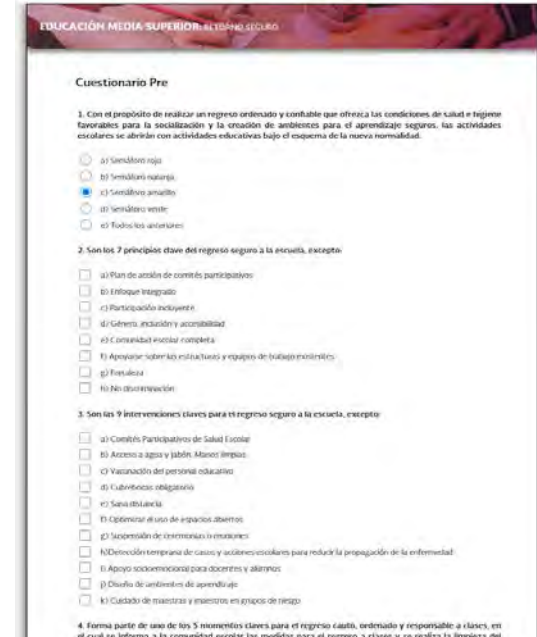 EDUCACIÓN MEDIA SUPERIOR: RETORNO SEGURO
Cuestionario Pre
1. Con el propósito de realizar un regreso ordenado y confiable que ofrezca las condiciones de salud e higiene
favorables para la socialización y la creación de ambientes para el aprendizaje seguros, las actividades
escolares se abrirán con actividades educativas bajo el esquema de la nueva normalidad.
a) Semáforo rojo
b) Semáforo naranja
c) Semáforo amarillo
d) Semáforo verde
e) Todos los anteriores
2. Son los 7 principios clave del regreso seguro a la escuela, excepto:
a) Plan de acción de comités participativos
b) Enfoque integrado
c) Participación incluyente
d) Género, inclusión y accesibilidad
e) Comunidad escolar completa
f) Apoyarse sobre las estructuras y equipos de trabajo existentes
g) Fortaleza
h) No discriminación
3. Son las 9 intervenciones claves para el regreso seguro a la escuela, excepto:
a) Comités Participativos de Salud Escolar
b) Acceso a agua y jabón. Manos limpias
c) Vacunación del personal educativo
d) Cubrebocas obligatorio
e) Sana distancia
f) Optimizar el uso de espacios abiertos
g) Suspensión de ceremonias o reuniones
h) Detección temprana de casos y acciones escolares para reducir la propagación de la enfermedad
i) Apoyo socioemocional para docentes y alumnos
j) Diseño de ambientes de aprendizaje
k) Cuidado de maestras y maestros en grupos de riesgo
4. Forma parte de uno de los 5 momentos claves para el regreso cauto, ordenado y responsable a clases, en
el cual se informa a la comunidad escolar las medidas para el regreso a clases y se realiza la limpieza del